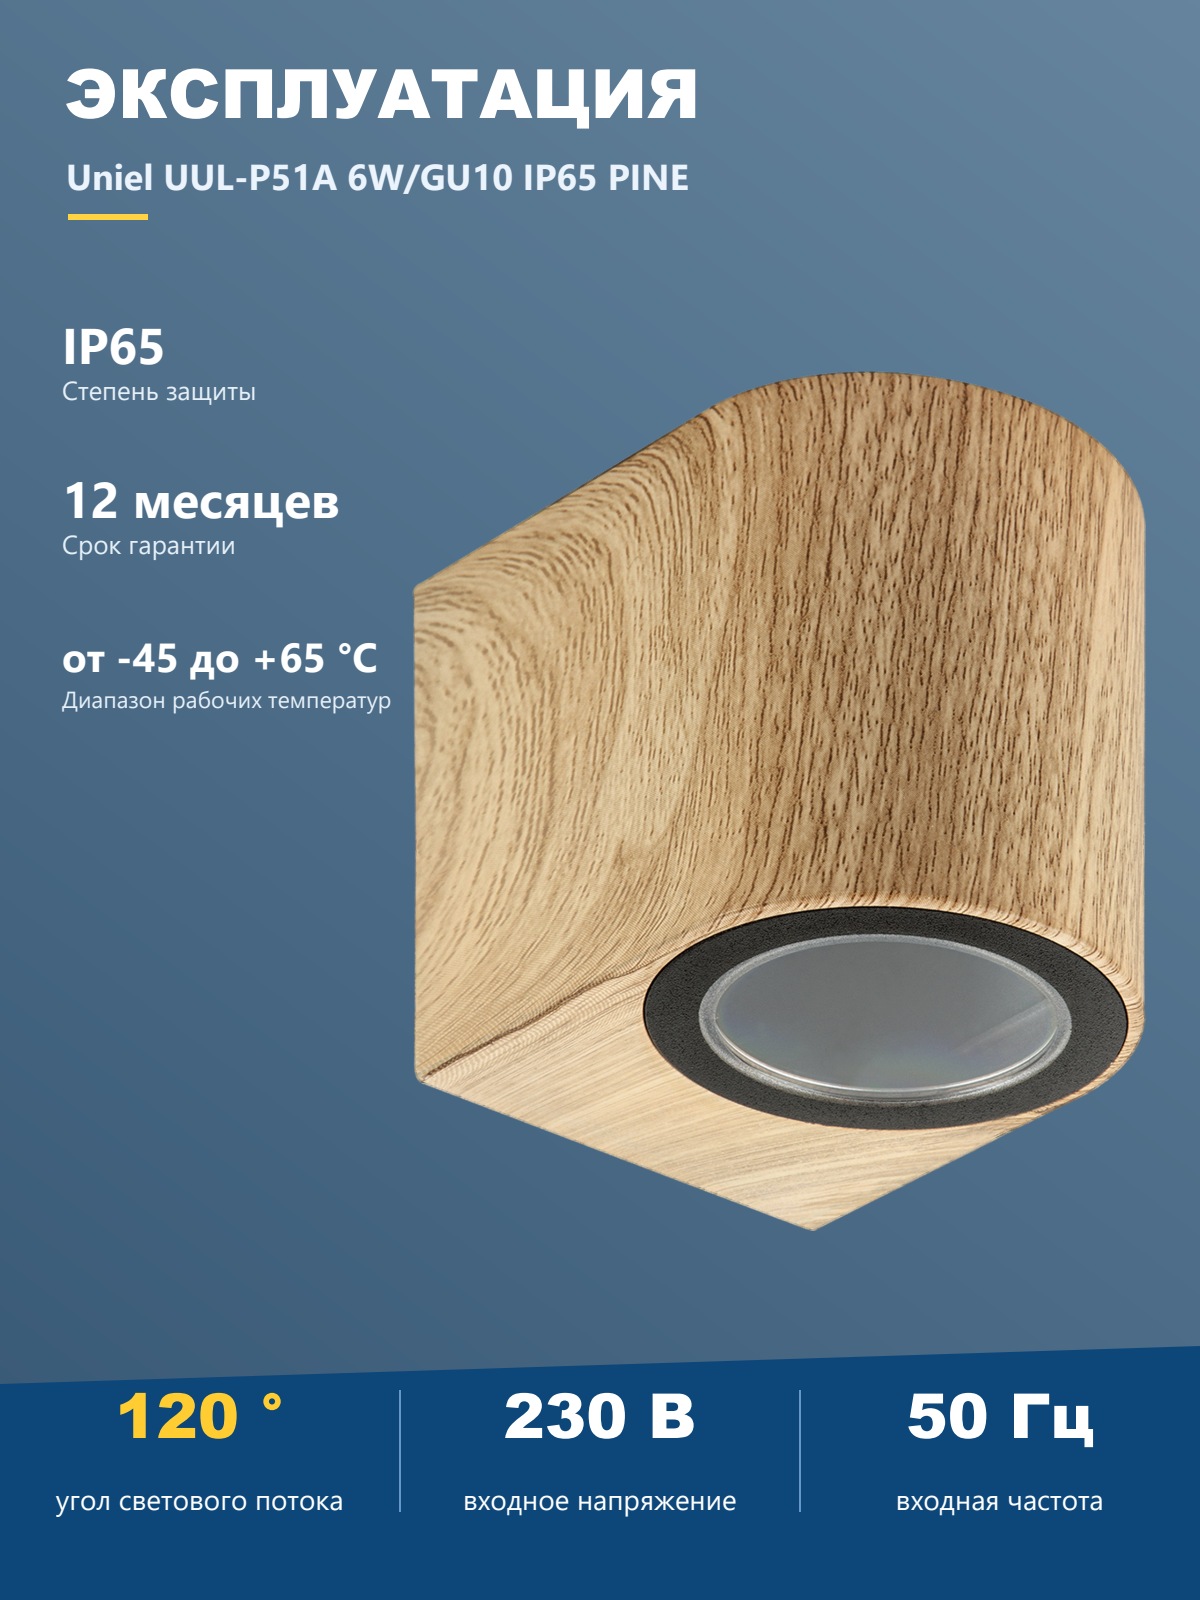 ЭКСПЛУАТАЦИЯ
Uniel UUL-P51A 6W/GU10 IP65 PINE
IP65
Степень защиты
12 месяцев
Срок гарантии
от -45 до +65 °C
Диапазон рабочих температур
120 °
угол светового потока
230 В
входное напряжение
50 Гц
входная частота